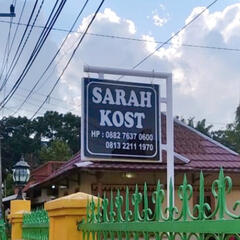 SARAH
KOST
HP : 0882 7637 0600
0813 2211 1970